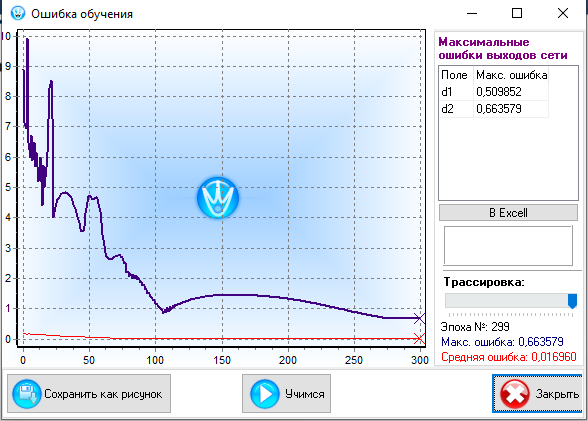 Ошибка обучения
10
9
8
7
6
5
4
3
2
1
0
0
50
100
150
200
250
300
Максимальные
ошибки выходов сети
Поле Макс. ошибка
d1 0,509852
d2 0,663579
В Excell
Трассировка:
Эпоха №: 299
Макс. ошибка: 0,663579
Средняя ошибка: 0,016960
Сохранить как рисунок
Учимся
Закрыть